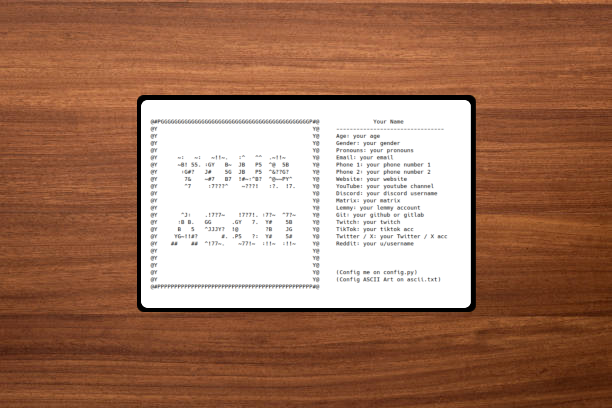 Your Name
--------------------------------
Age: your age
Gender: your gender
Pronouns: your pronouns
Email: your email
Phone 1: your phone number 1
Phone 2: your phone number 2
Website: your website
YouTube: your youtube channel
Discord: your discord username
Matrix: your matrix
Lemmy: your lemmy account
Git: your github or gitlab
Twitch: your twitch
TikTok: your tiktok acc
Twitter / X: your Twitter / X acc
Reddit: your u/username
(Config me on config.py)
(Config ASCII Art on ascii.txt)